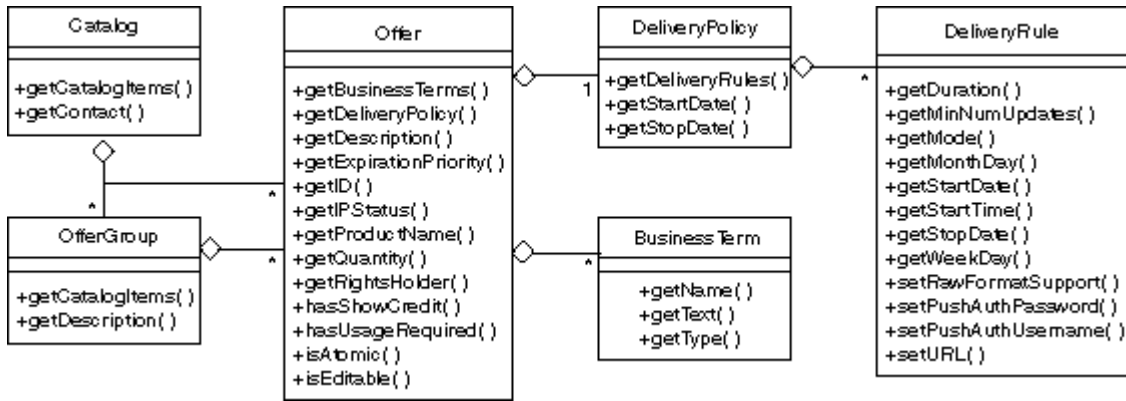 Catalog
+getCatalogItems( )
+getContact( )
*
*
OfferGroup
+getCatalogItems( )
+getDescription( )
*
Offer
+getBusinessTerms( )
+getDeliveryPolicy( )
+getDescription( )
+getExpirationPriority( )
+getID( )
+getIPStatus( )
+getProductName( )
+getQuantity( )
+getRightsHolder( )
+hasShowCredit( )
+hasUsageRequired( )
+isAtomic( )
+isEditable( )
1
*
DeliveryPolicy
+getDeliveryRules( )
+getStartDate( )
+getStopDate( )
*
BusinessTerm
+getName( )
+getText( )
+getType( )
DeliveryRule
+getDuration( )
+getMinNumUpdates( )
+getMode( )
+getMonthDay( )
+getStartDate( )
+getStartTime( )
+getStopDate( )
+getWeekDay( )
+setRawFormatSupport( )
+setPushAuthPassword( )
+setPushAuthUsername( )
+setURL( )